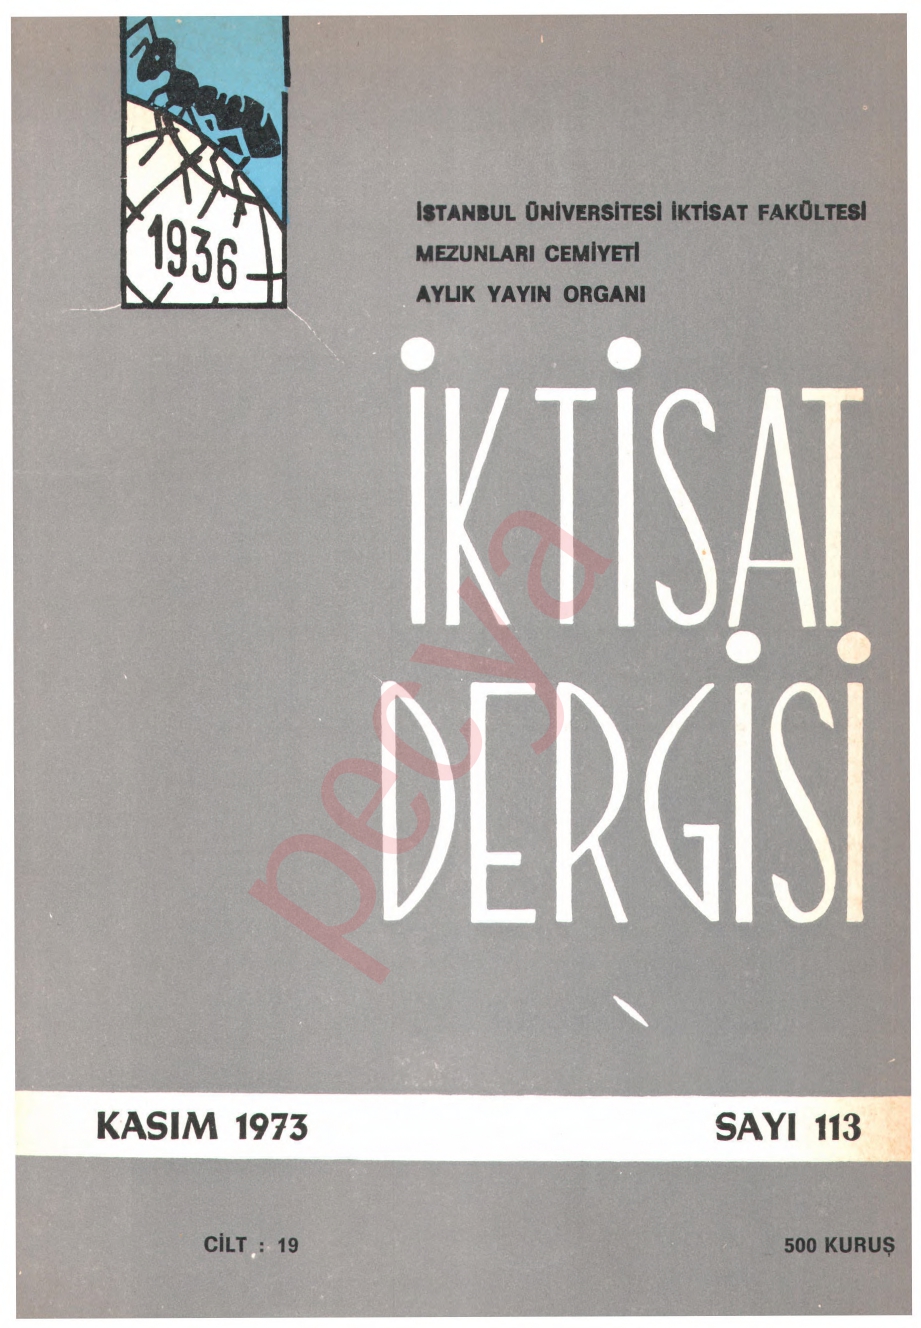 1936
İSTANBUL ÜNİVERSİTESİ İKTİSAT FAKÜLTESİ
MEZUNLARI CEMİYETİ
AYLIK YAYIN ORGANI
İKTİSAT
DERGİSİ
pecya
KASIM 1973 SAYI 113
CİLT : 19 500 KURUŞ